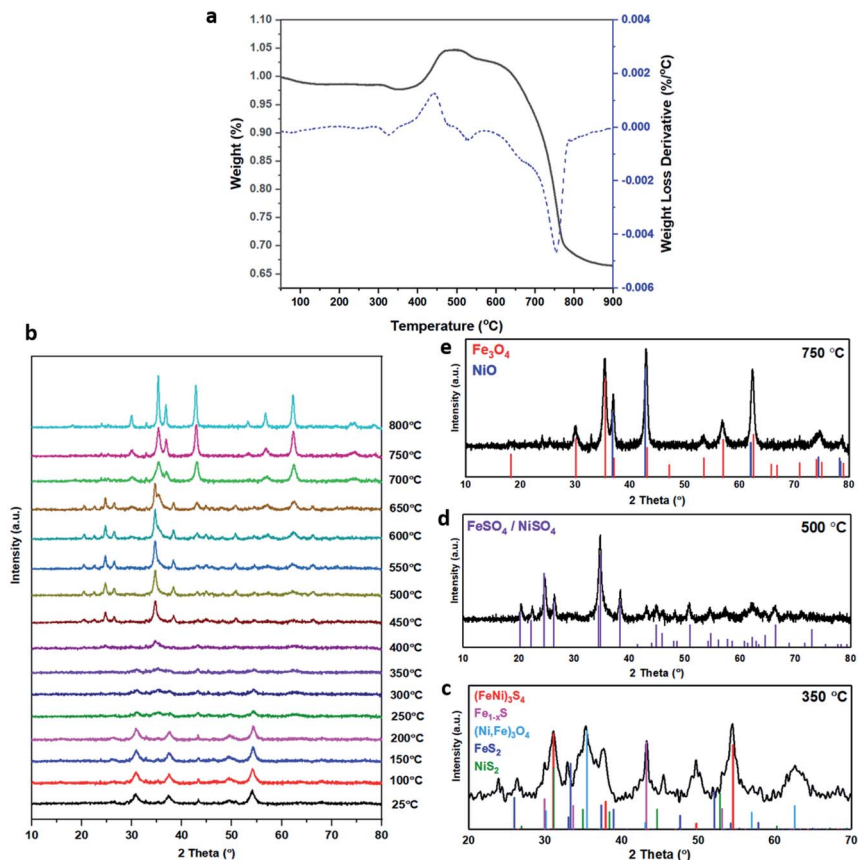 a
1.10
1.05
1.00
0.95
0.90
0.85
0.80
0.75
0.70
0.65
Weight (%)
0.004
0.002
0.000
-0.002
-0.004
-0.006
Weight Loss Derivative (%/°C)
100 200 300 400 500 600 700 800 900
Temperature (°C)
b
Intensity (a.u.)
800°C
750°C
700°C
650°C
600°C
550°C
500°C
450°C
400°C
350°C
300°C
250°C
200°C
150°C
100°C
25°C
10 20 30 40 50 60 70 80
2 Theta (°)
e
Fe₃O₄
NiO
750 °C
Intensity (a.u.)
10 20 30 40 50 60 70 80
2 Theta (°)
d
FeSO₄ / NiSO₄
500 °C
Intensity (a.u.)
10 20 30 40 50 60 70 80
2 Theta (°)
c
(FeNi)₃S₄
Fe₁₋ₓS
(Ni,Fe)₃O₄
FeS₂
NiS₂
350 °C
Intensity (a.u.)
20 30 40 50 60 70
2 Theta (°)